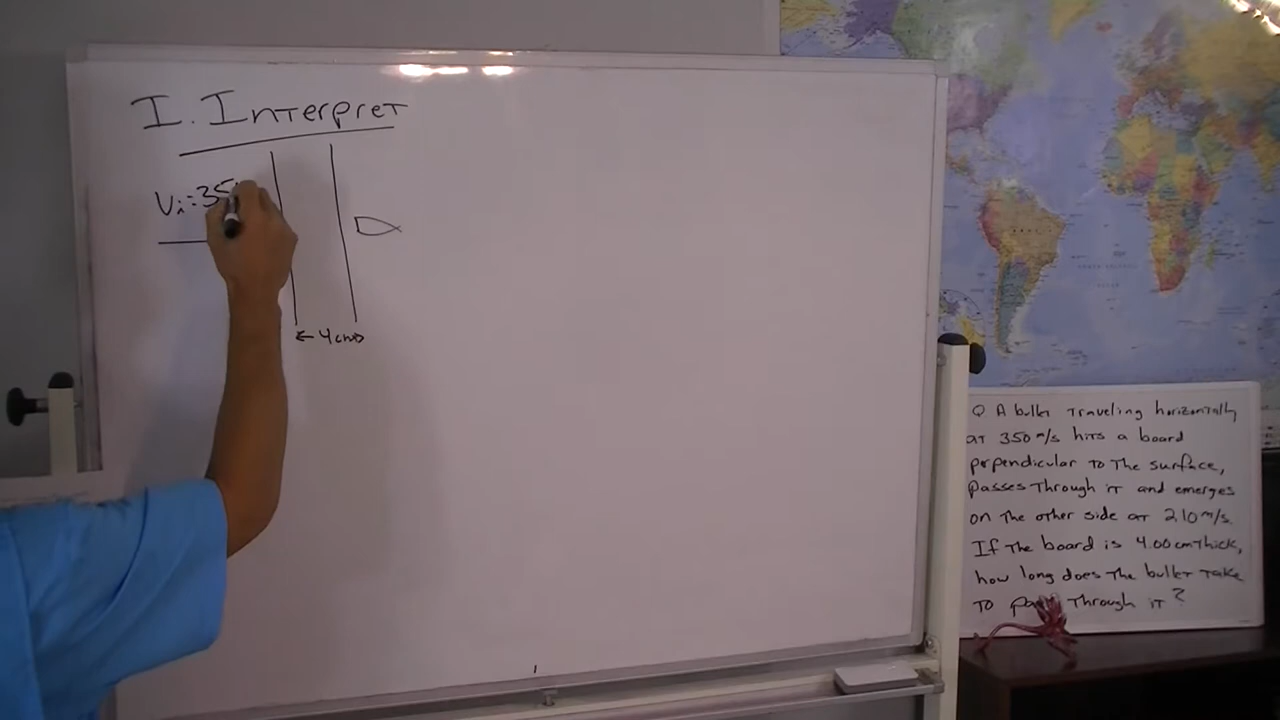 I. Interpret
Vi = 35
← 4cm →
Q A bullet Traveling horizontally
at 350 m/s hits a board
perpendicular to the surface,
passes through it and emerges
on the other side at 210 m/s.
If the board is 4.00 cm thick,
how long does the bullet take
to pass through it?